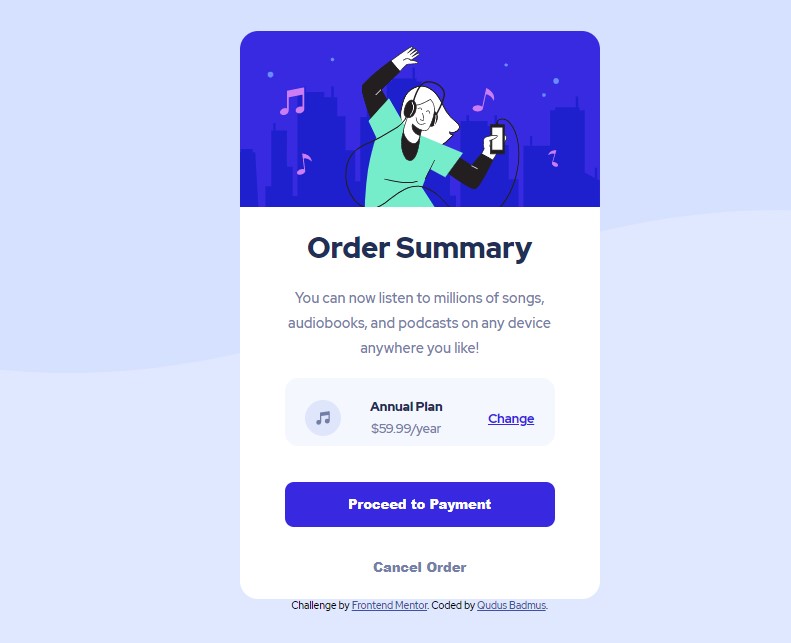 Order Summary
You can now listen to millions of songs,
audiobooks, and podcasts on any device
anywhere you like!
Annual Plan
$59.99/year
Change
Proceed to Payment
Cancel Order
Challenge by Frontend Mentor. Coded by Qudus Badmus.